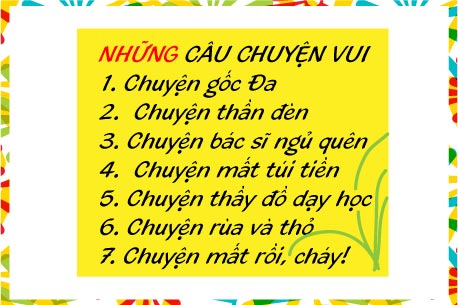 NHỮNG CÂU CHUYỆN VUI
1. Chuyện gốc Đa
2. Chuyện thần đèn
3. Chuyện bác sĩ ngủ quên
4. Chuyện mất túi tiền
5. Chuyện thầy đồ dạy học
6. Chuyện rùa và thỏ
7. Chuyện mất rồi, cháy!